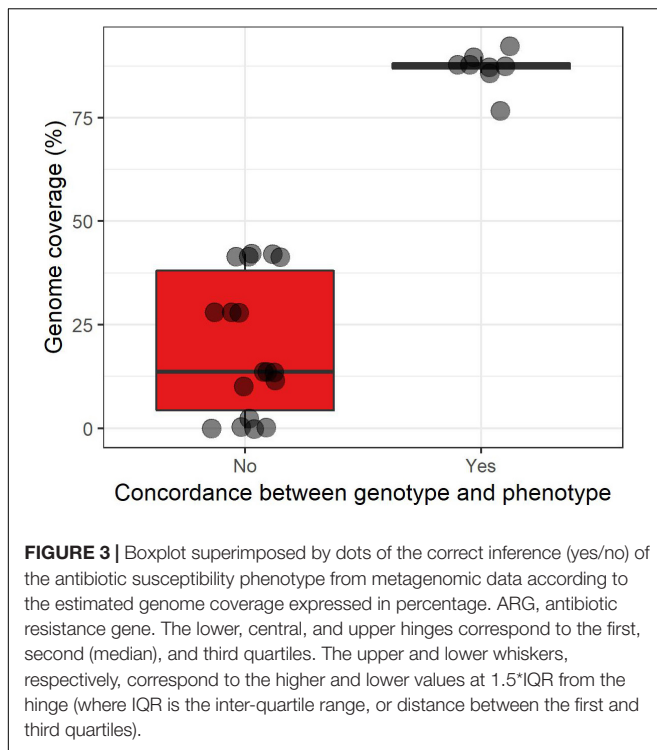 Genome coverage (%)
75
50
25
0
No Yes
Concordance between genotype and phenotype
FIGURE 3 | Boxplot superimposed by dots of the correct inference (yes/no) of
the antibiotic susceptibility phenotype from metagenomic data according to
the estimated genome coverage expressed in percentage. ARG, antibiotic
resistance gene. The lower, central, and upper hinges correspond to the first,
second (median), and third quartiles. The upper and lower whiskers,
respectively, correspond to the higher and lower values at 1.5*IQR from the
hinge (where IQR is the inter-quartile range, or distance between the first and
third quartiles).